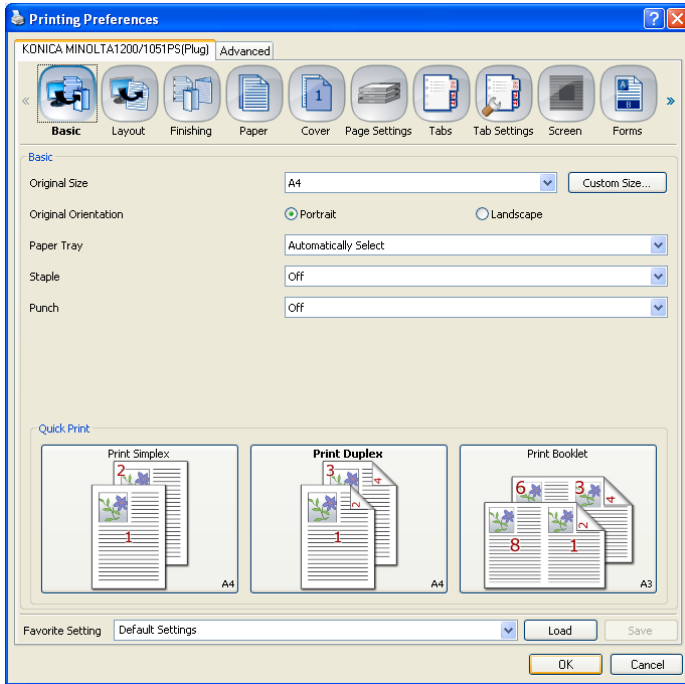 Printing Preferences
KONICA MINOLTA1200/1051PS(Plug) Advanced
1 A B
Basic Layout Finishing Paper Cover Page Settings Tabs Tab Settings Screen Forms
Basic
Original Size A4 Custom Size...
Original Orientation Portrait Landscape
Paper Tray Automatically Select
Staple Off
Punch Off
Quick Print
Print Simplex Print Duplex Print Booklet
2 3 4 6 3 4
1 1 2 8 1 2
A4 A4 A3
Favorite Setting Default Settings Load Save
OK Cancel